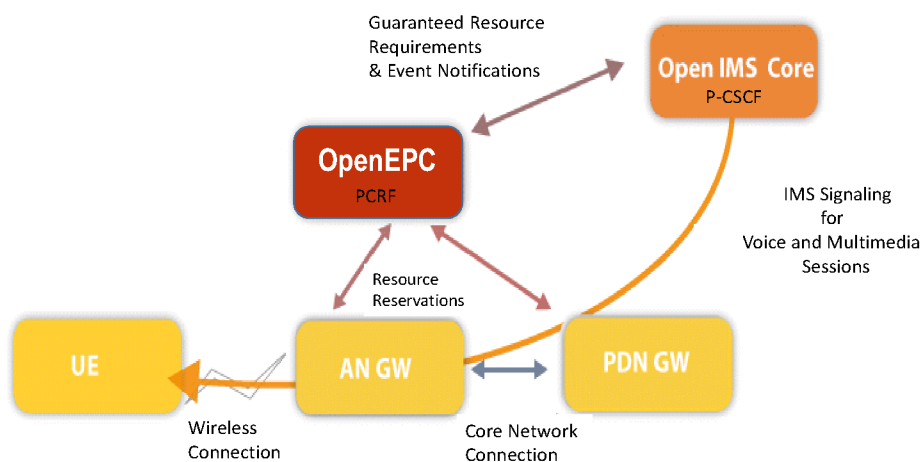 Guaranteed Resource
Requirements
& Event Notifications
Open IMS Core
P-CSCF
OpenEPC
PCRF
IMS Signaling
for
Voice and Multimedia
Sessions
Resource
Reservations
UE
AN GW
PDN GW
Wireless
Connection
Core Network
Connection